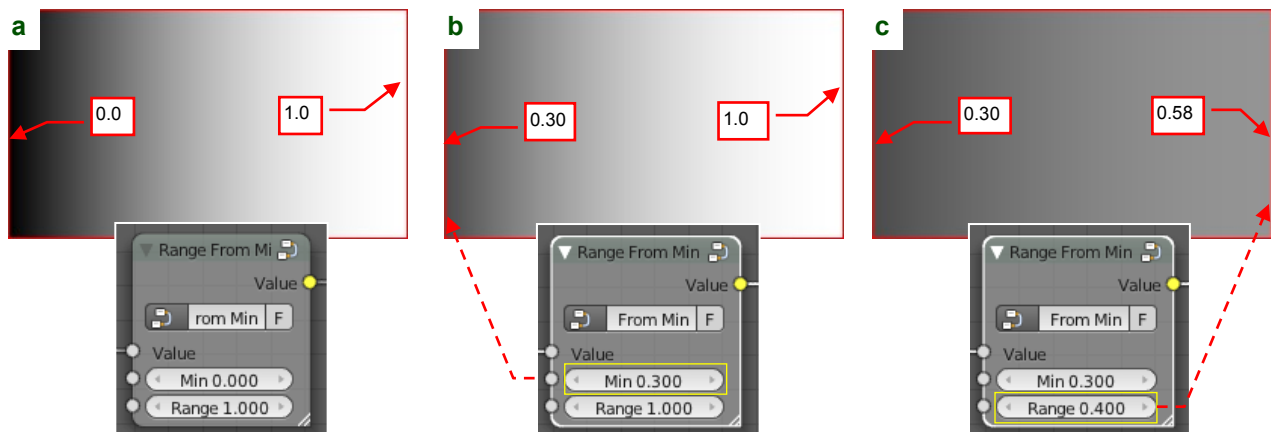 a
0.0
1.0
Range From Mi
Value
rom Min F
Value
Min 0.000
Range 1.000
b
0.30
1.0
Range From Min
Value
From Min F
Value
Min 0.300
Range 1.000
c
0.30
0.58
Range From Min
Value
From Min F
Value
Min 0.300
Range 0.400